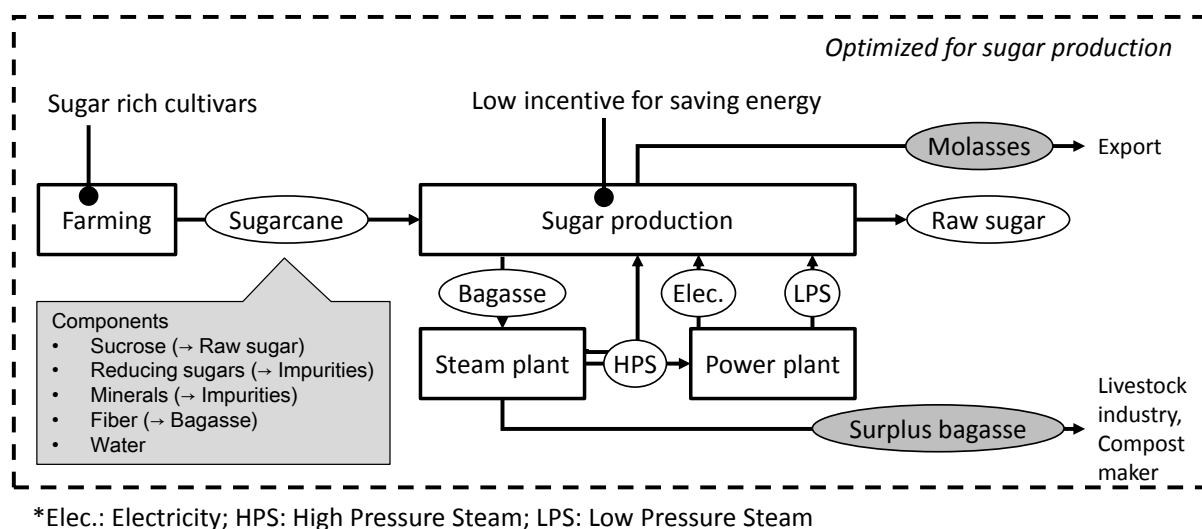 Optimized for sugar production
Sugar rich cultivars
Low incentive for saving energy
Molasses
Export
Farming
Sugarcane
Sugar production
Raw sugar
Bagasse
Elec.
LPS
Components
• Sucrose (→ Raw sugar)
• Reducing sugars (→ Impurities)
• Minerals (→ Impurities)
• Fiber (→ Bagasse)
• Water
Steam plant
HPS
Power plant
Surplus bagasse
Livestock
industry,
Compost
maker
*Elec.: Electricity; HPS: High Pressure Steam; LPS: Low Pressure Steam